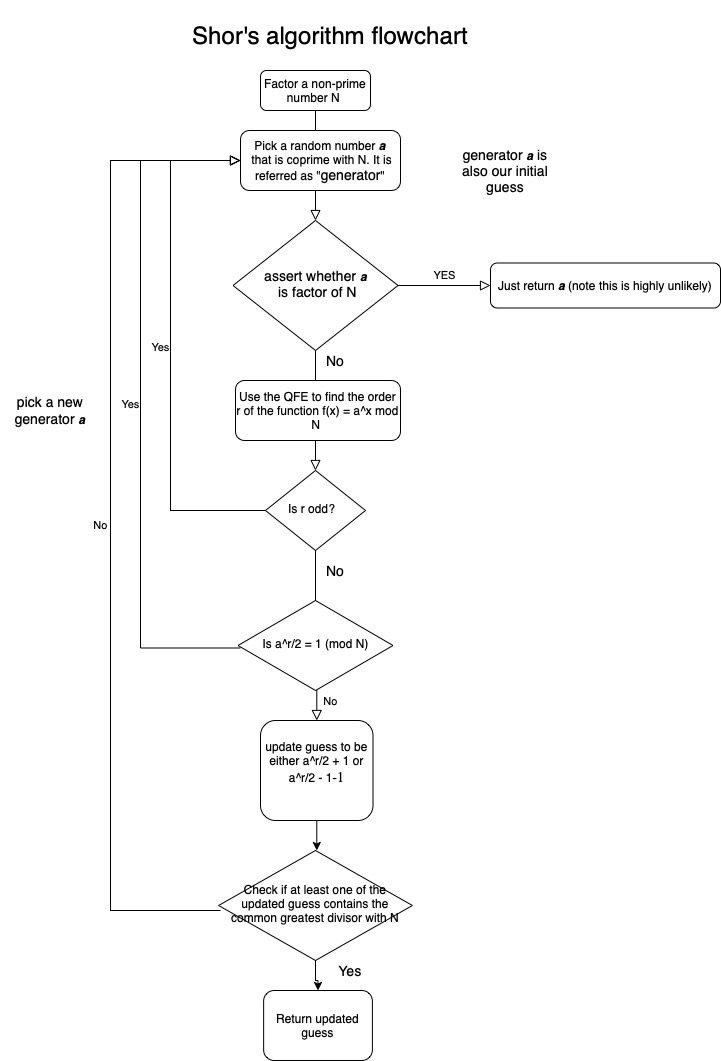 Shor's algorithm flowchart
Factor a non-prime
number N
Pick a random number a
that is coprime with N. It is
referred as "generator"
generator a is
also our initial
guess
assert whether a
is factor of N
YES
Just return a (note this is highly unlikely)
No
Yes
Use the QFE to find the order
r of the function f(x) = a^x mod
N
pick a new
generator a
Yes
Is r odd?
No
No
Is a^r/2 = 1 (mod N)
No
update guess to be
either a^r/2 + 1 or
a^r/2 - 1-1
Check if at least one of the
updated guess contains the
common greatest divisor with N
Yes
Return updated
guess